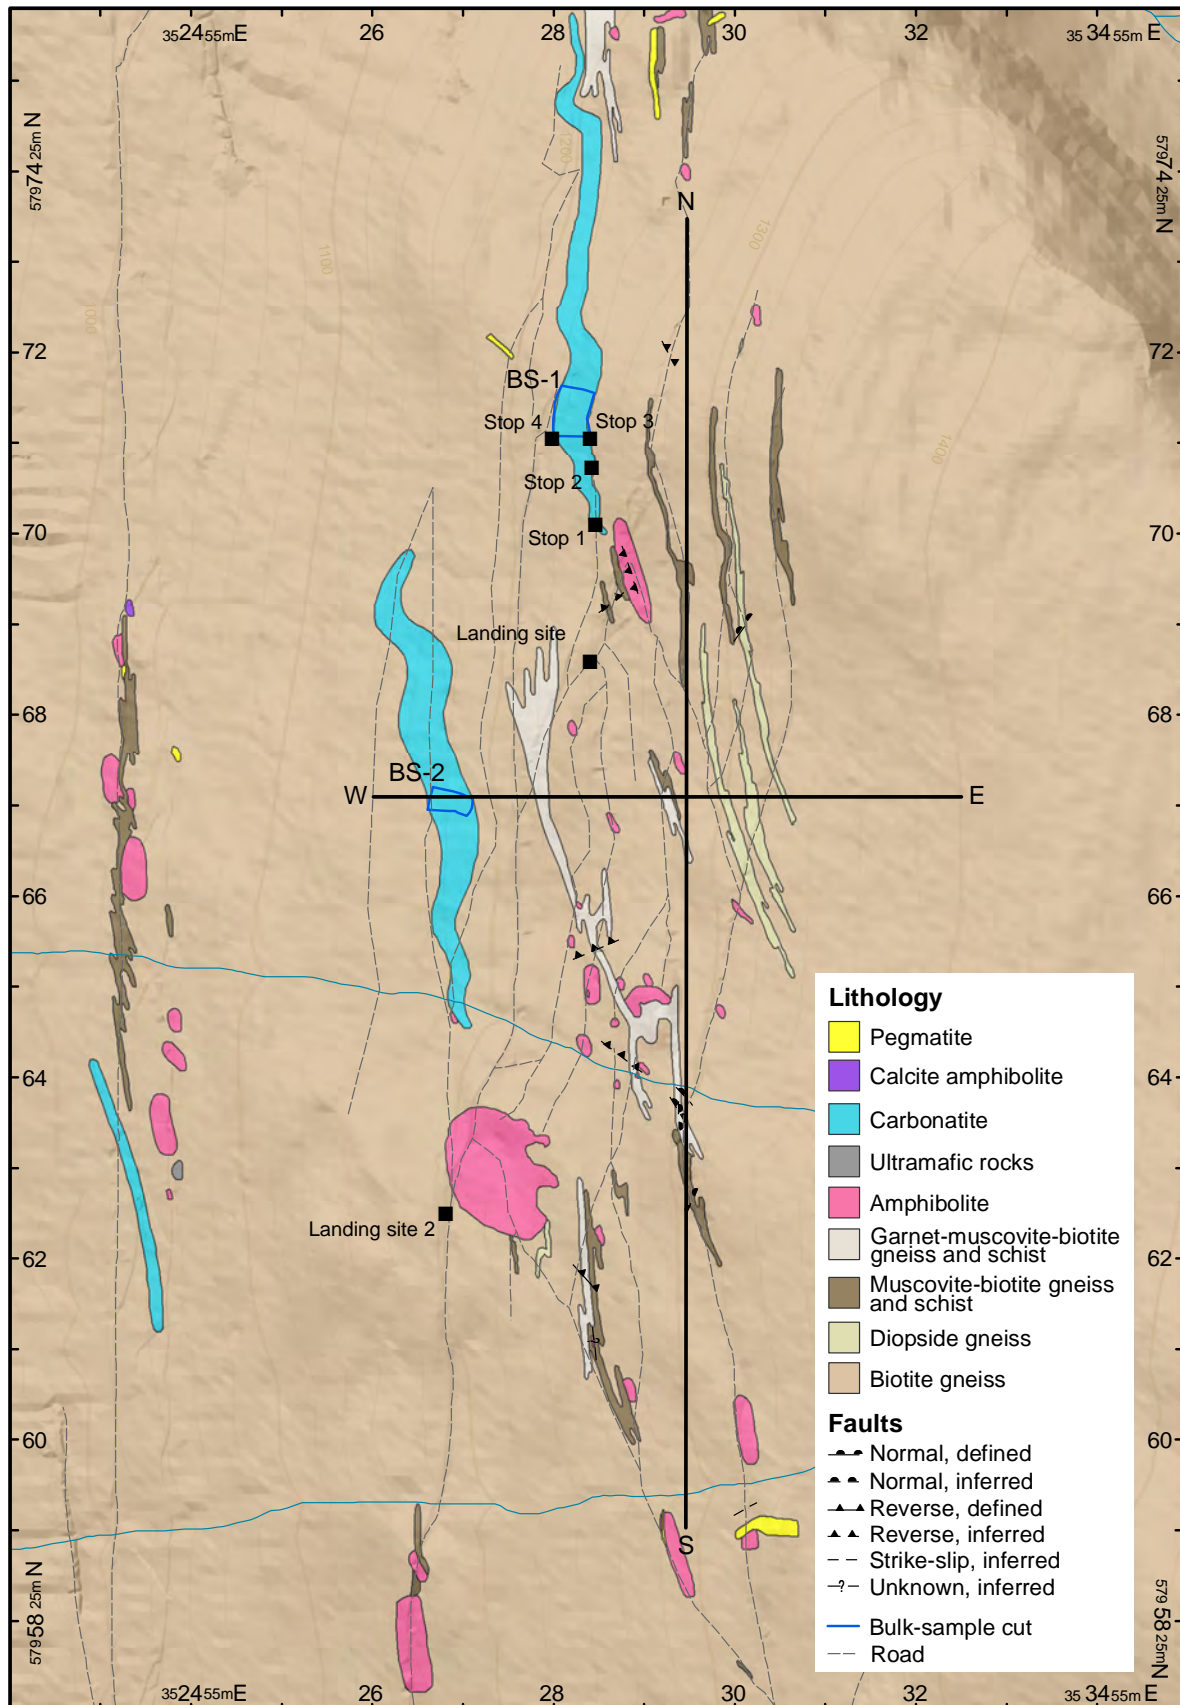 35 24 55m E
26
28
30
32
35 34 55m E
579 74 25m N
579 74 25m N
1200
N
1300
1100
1000
72
72
BS-1
Stop 4
Stop 3
1400
Stop 2
70
Stop 1
70
Landing site
68
68
BS-2
W
E
66
66
Lithology
Pegmatite
64
Calcite amphibolite
64
Carbonatite
Ultramafic rocks
Amphibolite
Landing site 2
Garnet-muscovite-biotite
gneiss and schist
62
62
Muscovite-biotite gneiss
and schist
?
Diopside gneiss
Biotite gneiss
Faults
60
60
Normal, defined
Normal, inferred
Reverse, defined
Reverse, inferred
S
Strike-slip, inferred
-?- Unknown, inferred
579 58 25m N
579 58 25m N
Bulk-sample cut
Road
35 24 55m E
26
28
30
32
35 34 55m E